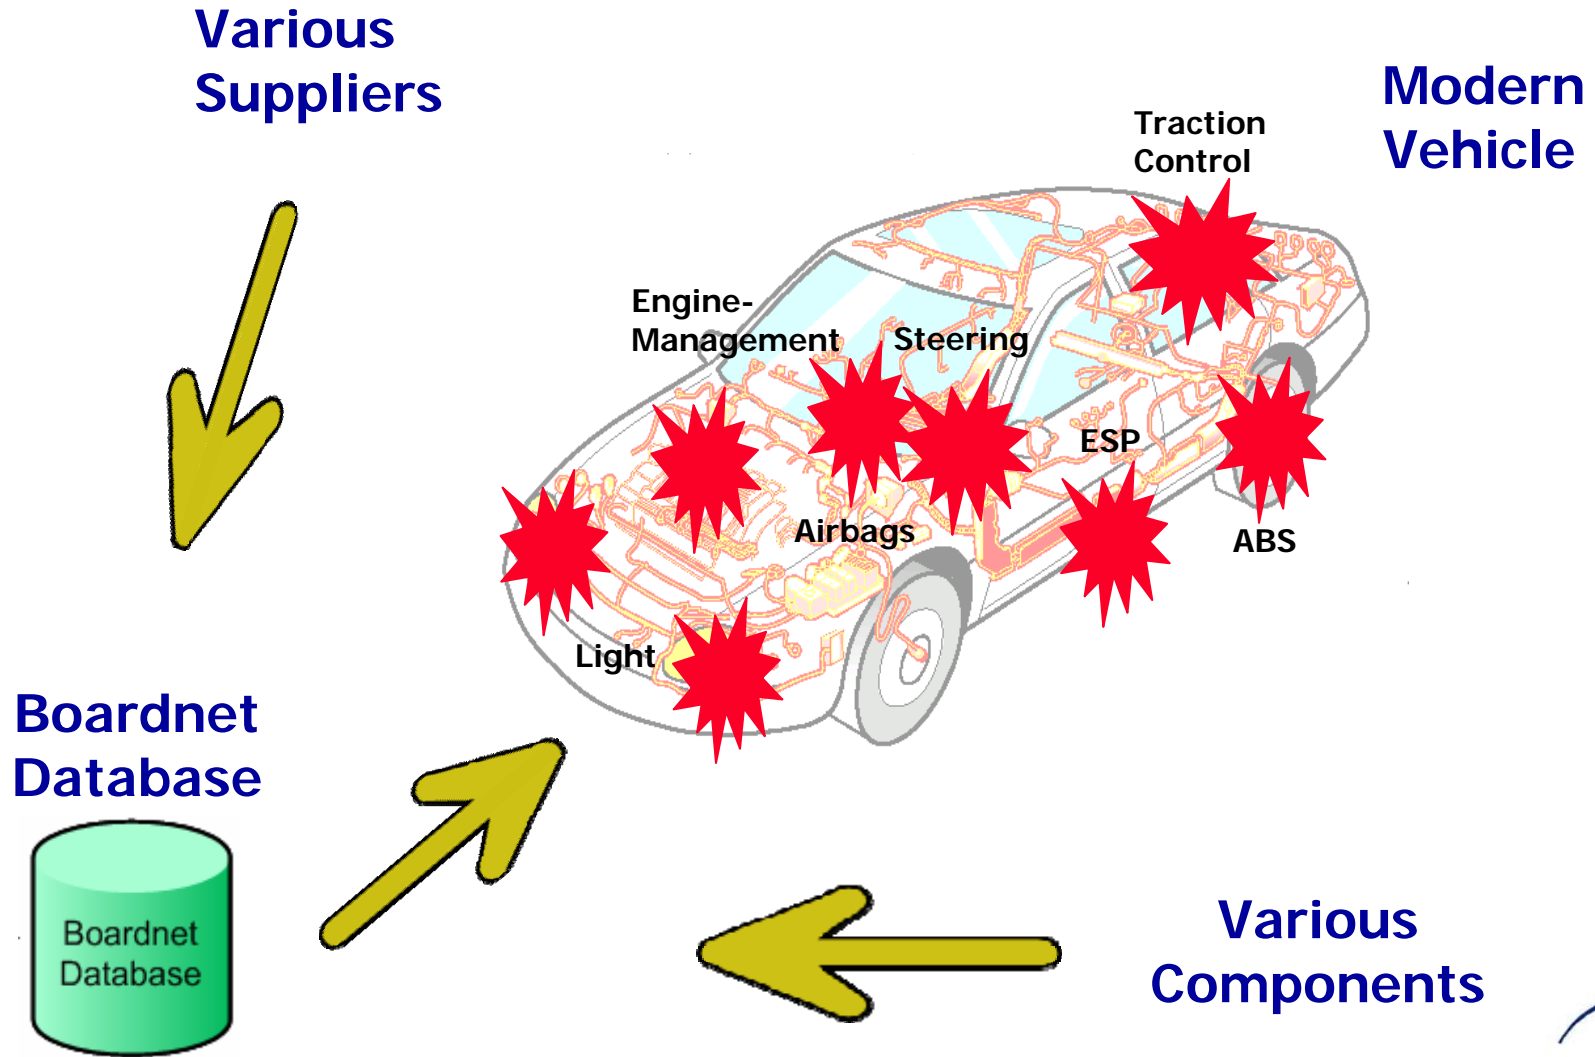 Various
Suppliers
Modern
Vehicle
Traction
Control
Engine-
Management
Steering
ESP
Airbags
ABS
Light
Boardnet
Database
Boardnet
Database
Various
Components